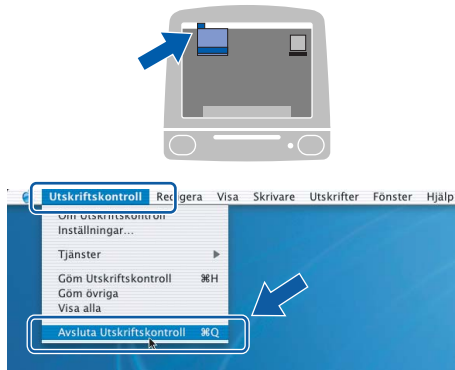 Utskriftskontroll Redigera Visa Skrivare Utskrifter Fönster Hjälp
Om Utskriftskontroll
Inställningar...
Tjänster ▶
Göm Utskriftskontroll ⌘H
Göm övriga
Visa alla
Avsluta Utskriftskontroll ⌘Q